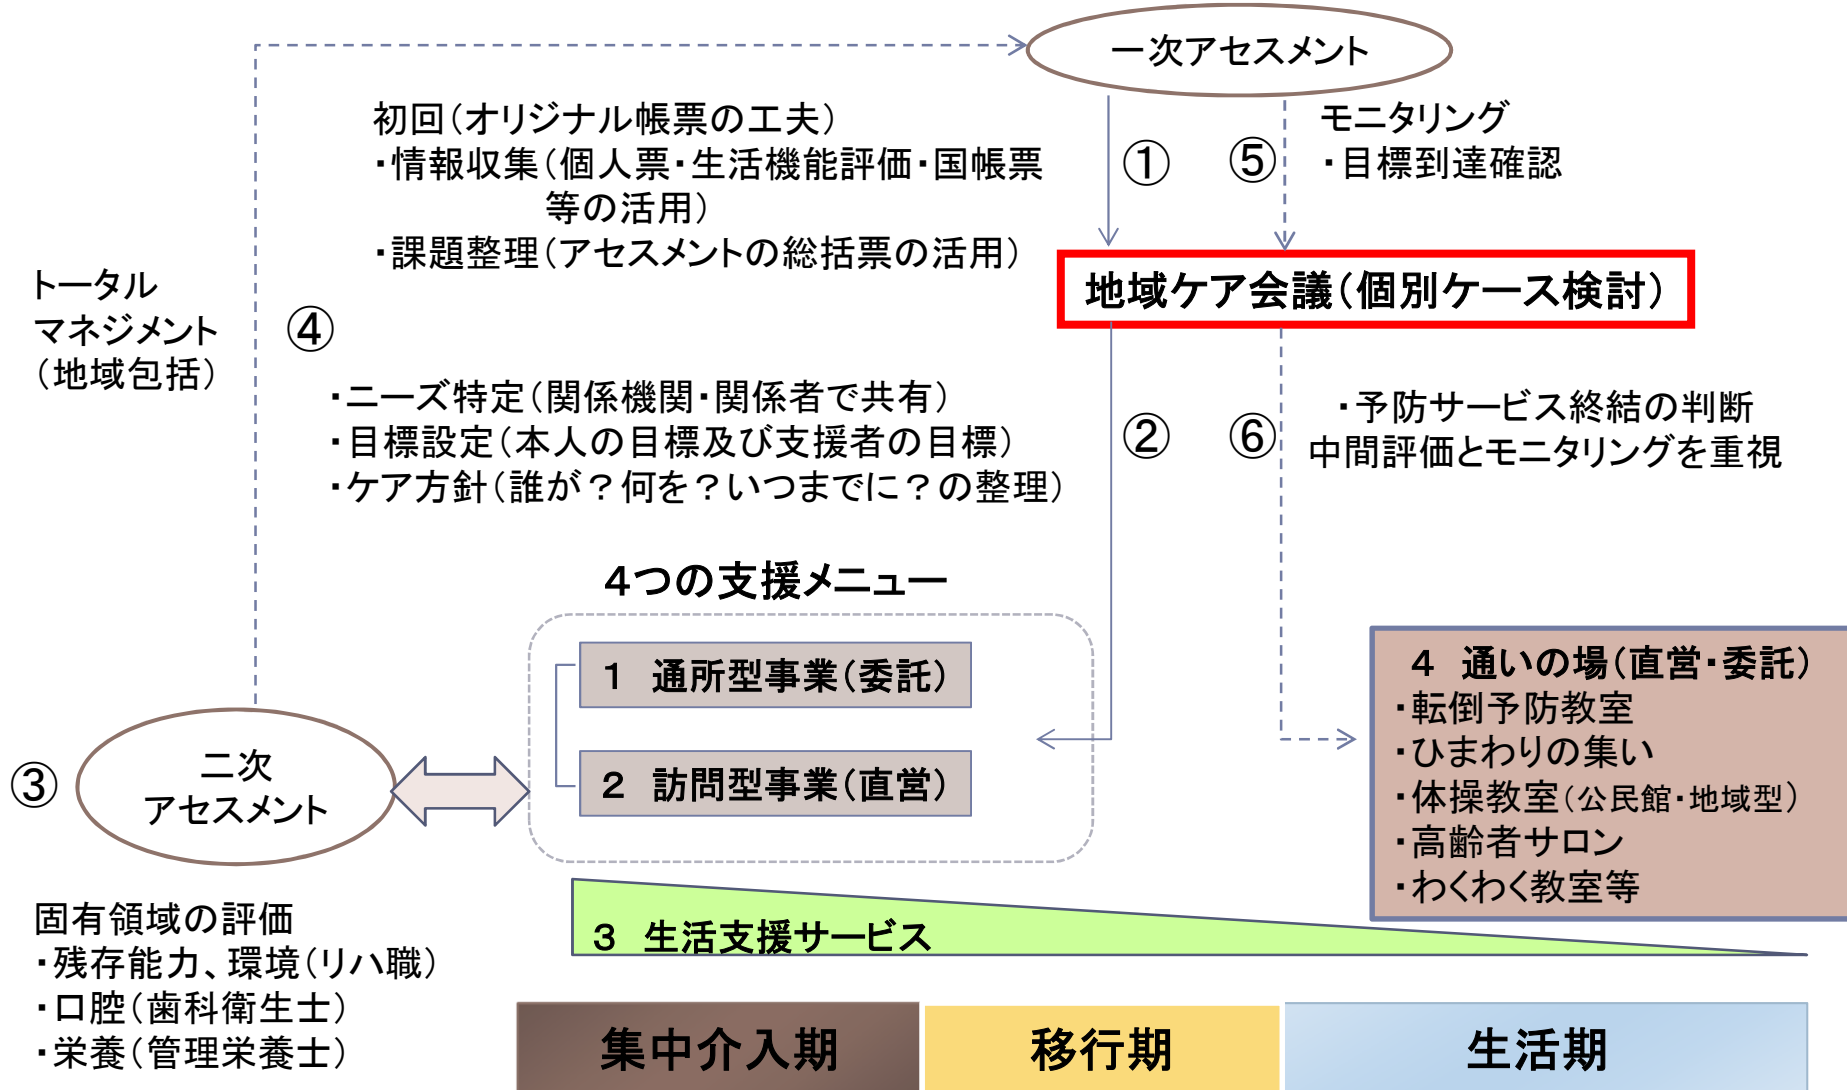 一次アセスメント
初回(オリジナル帳票の工夫)
・情報収集(個人票・生活機能評価・国帳票
等の活用)
・課題整理(アセスメントの総括票の活用)
①
⑤
モニタリング
・目標到達確認
地域ケア会議(個別ケース検討)
トータル
マネジメント
(地域包括)
④
・ニーズ特定(関係機関・関係者で共有)
・目標設定(本人の目標及び支援者の目標)
・ケア方針(誰が?何を?いつまでに?の整理)
②
⑥
・予防サービス終結の判断
中間評価とモニタリングを重視
4つの支援メニュー
1 通所型事業(委託)
2 訪問型事業(直営)
4 通いの場(直営・委託)
・転倒予防教室
・ひまわりの集い
・体操教室(公民館・地域型)
・高齢者サロン
・わくわく教室等
③
二次
アセスメント
固有領域の評価
・残存能力、環境(リハ職)
・口腔(歯科衛生士)
・栄養(管理栄養士)
3 生活支援サービス
集中介入期
移行期
生活期